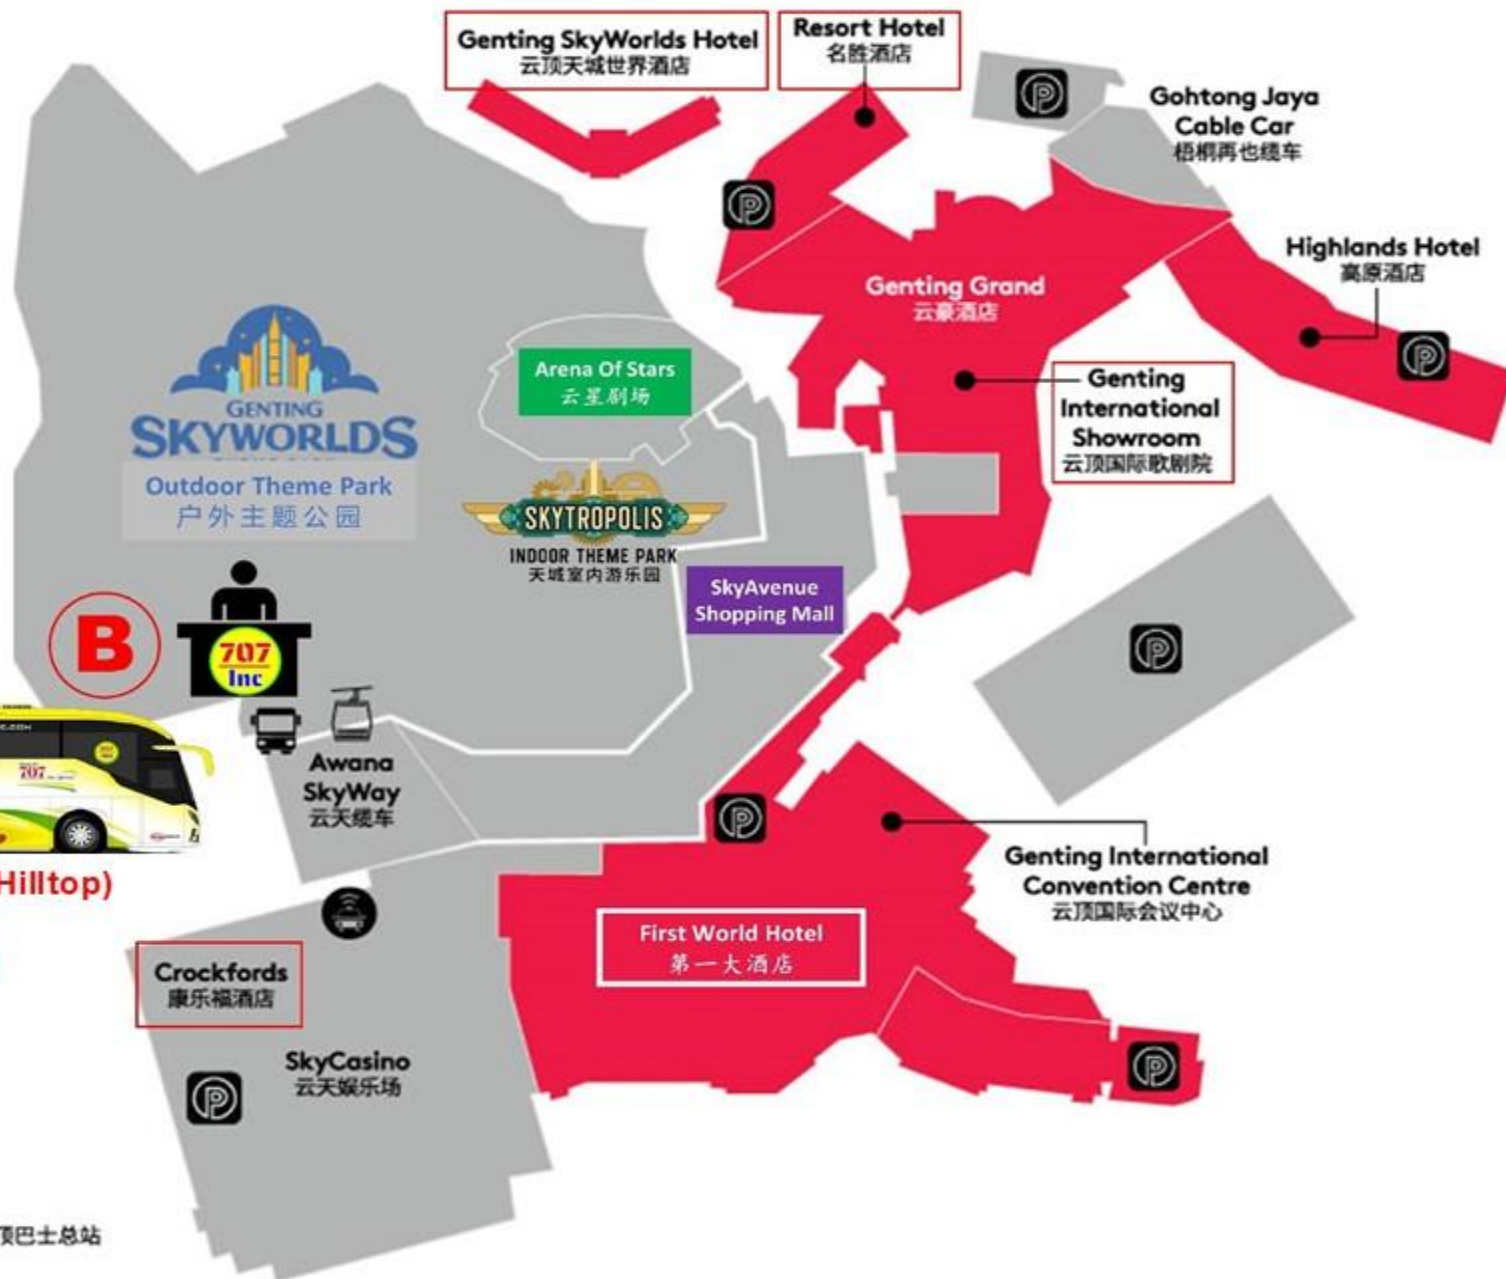 Genting SkyWorlds Hotel
云顶天城世界酒店
Resort Hotel
名胜酒店
Gohtong Jaya
Cable Car
梧桐再也缆车
Highlands Hotel
高原酒店
Genting Grand
云豪酒店
Genting
International
Showroom
云顶国际歌剧院
Arena Of Stars
云星剧场
GENTING
SKYWORLDS
Outdoor Theme Park
户外主题公园
SKYTROPOLIS
INDOOR THEME PARK
天城室内游乐园
SkyAvenue
Shopping Mall
B
707
Inc
707
Awana
SkyWay
云天缆车
Hilltop)
Genting International
Convention Centre
云顶国际会议中心
First World Hotel
第一大酒店
Crockfords
康乐福酒店
SkyCasino
云天娱乐场
顶巴士总站
P
P
P
P
P
P
P